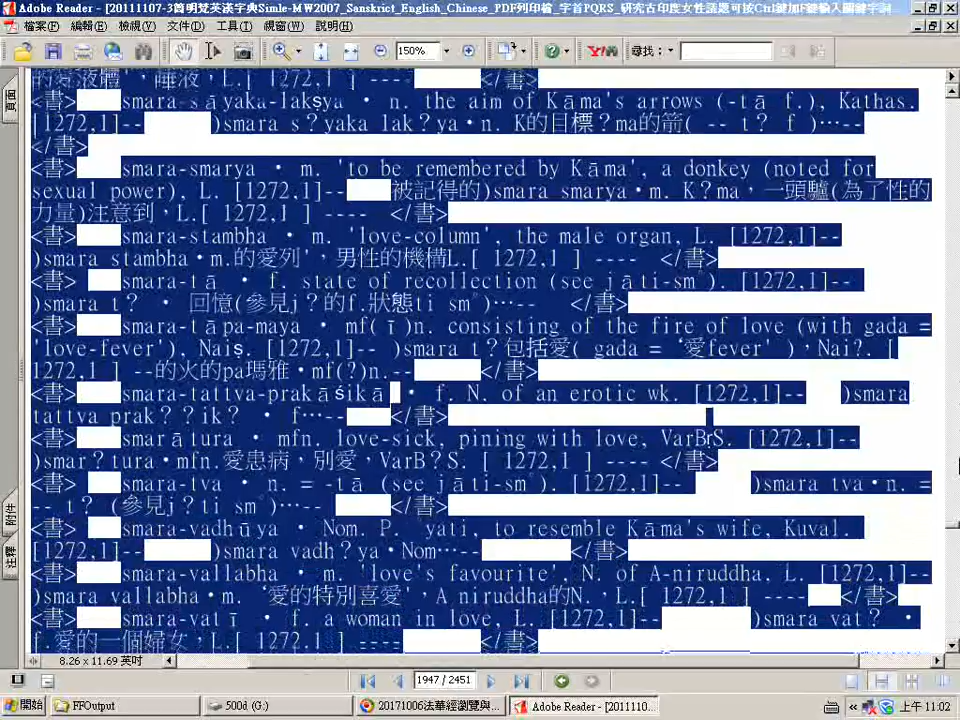 Adobe Reader - [20111107-3簡明梵英漢字典Simle-MW2007_Sanskrict_English_Chinese_PDF列印檔_字首PQRS_研究古印度女性議題可按Ctrl鍵加F鍵輸入關鍵字詞
檔案(F) 編輯(E) 檢視(V) 文件(D) 工具(T) 視窗(W) 說明(H)
150% 尋找：
頁面
的凝液體'，唾液，L.[ 1272,1 ] ---- </書>
<書> smara-sāyaka-lakṣya • n. the aim of Kāma's arrows (-tā f.), Kathas.
[1272,1]-- )smara s？yaka lak？ya•n. K的目標？ma的箭( -- t？ f )…--
</書>
<書> smara-smarya • m. 'to be remembered by Kāma', a donkey (noted for
sexual power), L. [1272,1]-- 被記得的)smara smarya•m. K？ma，一頭驢(為了性的
力量)注意到，L.[ 1272,1 ] ---- </書>
<書> smara-stambha • m. 'love-column', the male organ, L. [1272,1]--
)smara stambha•m.的愛列'，男性的機構L.[ 1272,1 ] ---- </書>
<書> smara-tā • f. state of recollection (see jāti-sm°). [1272,1]--
)smara t？ • 回憶(參見j？的f.狀態ti sm°)…-- </書>
<書> smara-tāpa-maya • mf(ī)n. consisting of the fire of love (with gada =
'love-fever'), Naiṣ. [1272,1]-- )smara t？包括愛( gada =‘愛fever' )，Nai?. [
1272,1 ] --的火的pa瑪雅•mf(?)n.-- </書>
<書> smara-tattva-prakāśikā • f. N. of an erotic wk. [1272,1]-- )smara
tattva prak？？ik？ • f…-- </書>
<書> smarātura • mfn. love-sick, pining with love, VarBṛS. [1272,1]--
)smar？tura•mfn.愛患病，別愛，VarB？S. [ 1272,1 ] ---- </書>
<書> smara-tva • n. = -tā (see jāti-sm°). [1272,1]-- )smara tva•n. =
-- t？ (參見j？ti sm°)…-- </書>
<書> smara-vadhūya • Nom. P. yati, to resemble Kāma's wife, Kuval.
[1272,1]-- )smara vadh？ya•Nom…-- </書>
<書> smara-vallabha • m. 'love's favourite', N. of A-niruddha, L. [1272,1]--
)smara vallabha•m.‘愛的特別喜愛'，A niruddha的N.，L.[ 1272,1 ] ---- </書>
<書> smara-vatī • f. a woman in love, L. [1272,1]-- )smara vat？ •
f.愛的一個婦女，L.[ 1272,1 ] ---- </書>
附件
注釋
8.26 x 11.69 英吋
1947 / 2451
開始 FFOutput 500d (G:) 20171006法華經瀏覽與... Adobe Reader - [2011110... 上午 11:02